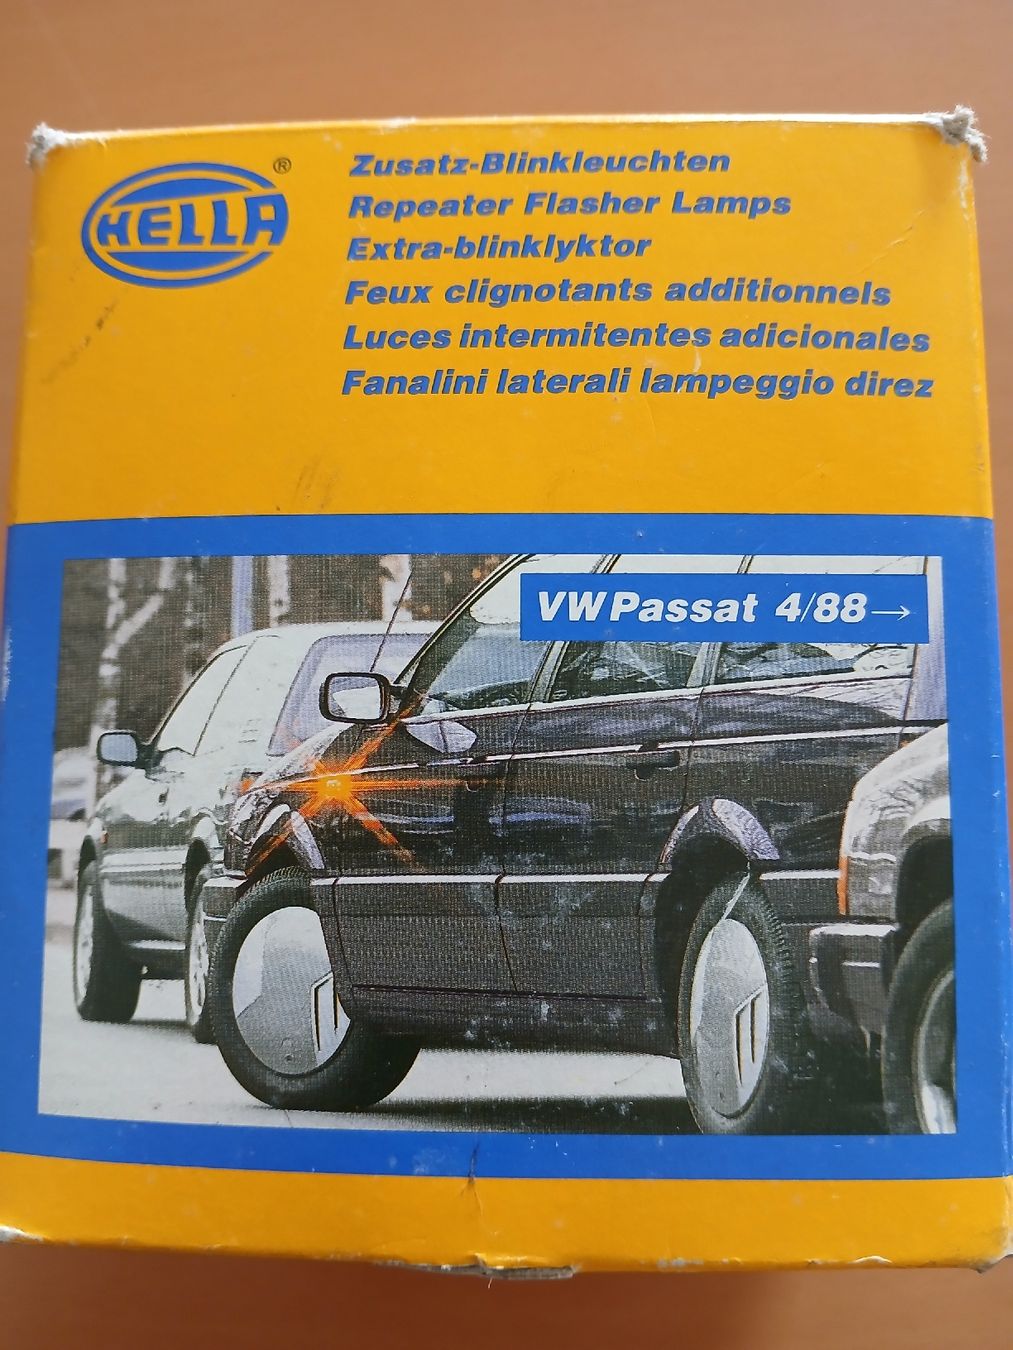 HELLA ®
Zusatz-Blinkleuchten
Repeater Flasher Lamps
Extra-blinklyktor
Feux clignotants additionnels
Luces intermitentes adicionales
Fanalini laterali lampeggio direz
VW Passat 4/88→